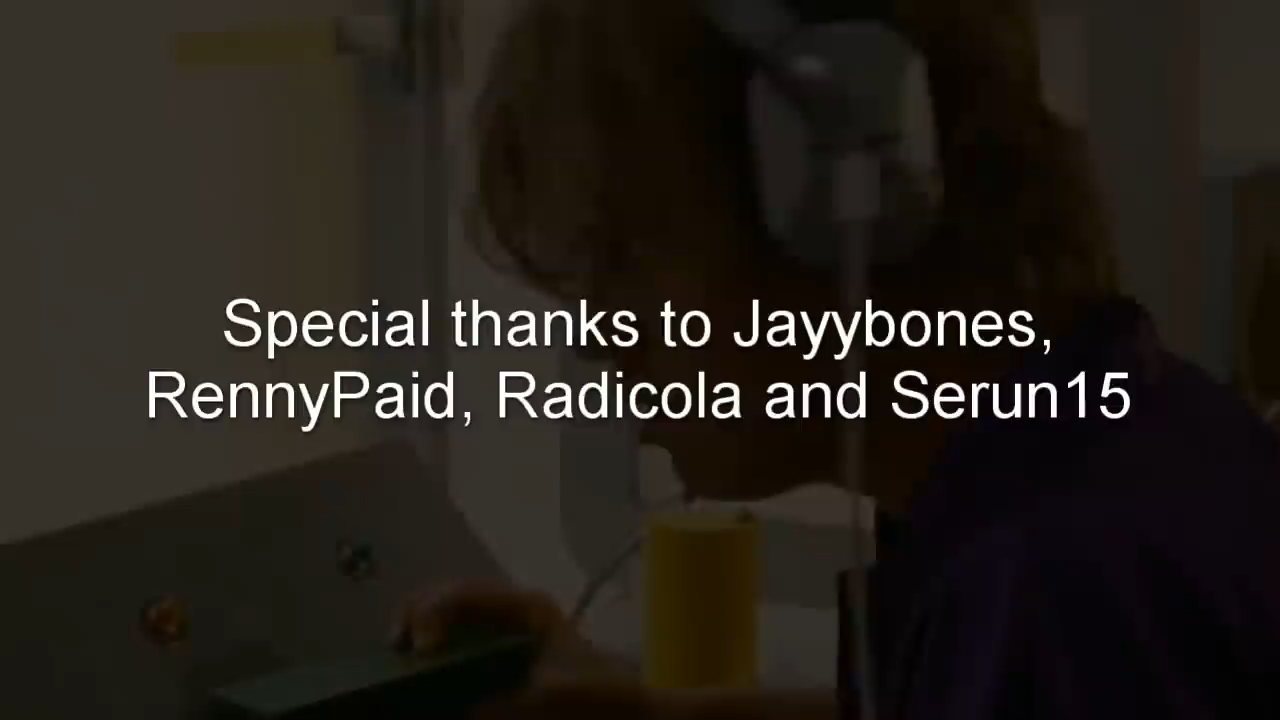 Special thanks to Jayybones,
RennyPaid, Radicola and Serun15